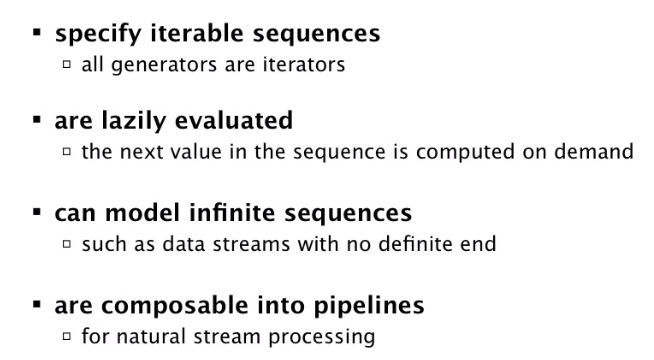 ▪ specify iterable sequences
▫ all generators are iterators
▪ are lazily evaluated
▫ the next value in the sequence is computed on demand
▪ can model infinite sequences
▫ such as data streams with no definite end
▪ are composable into pipelines
▫ for natural stream processing